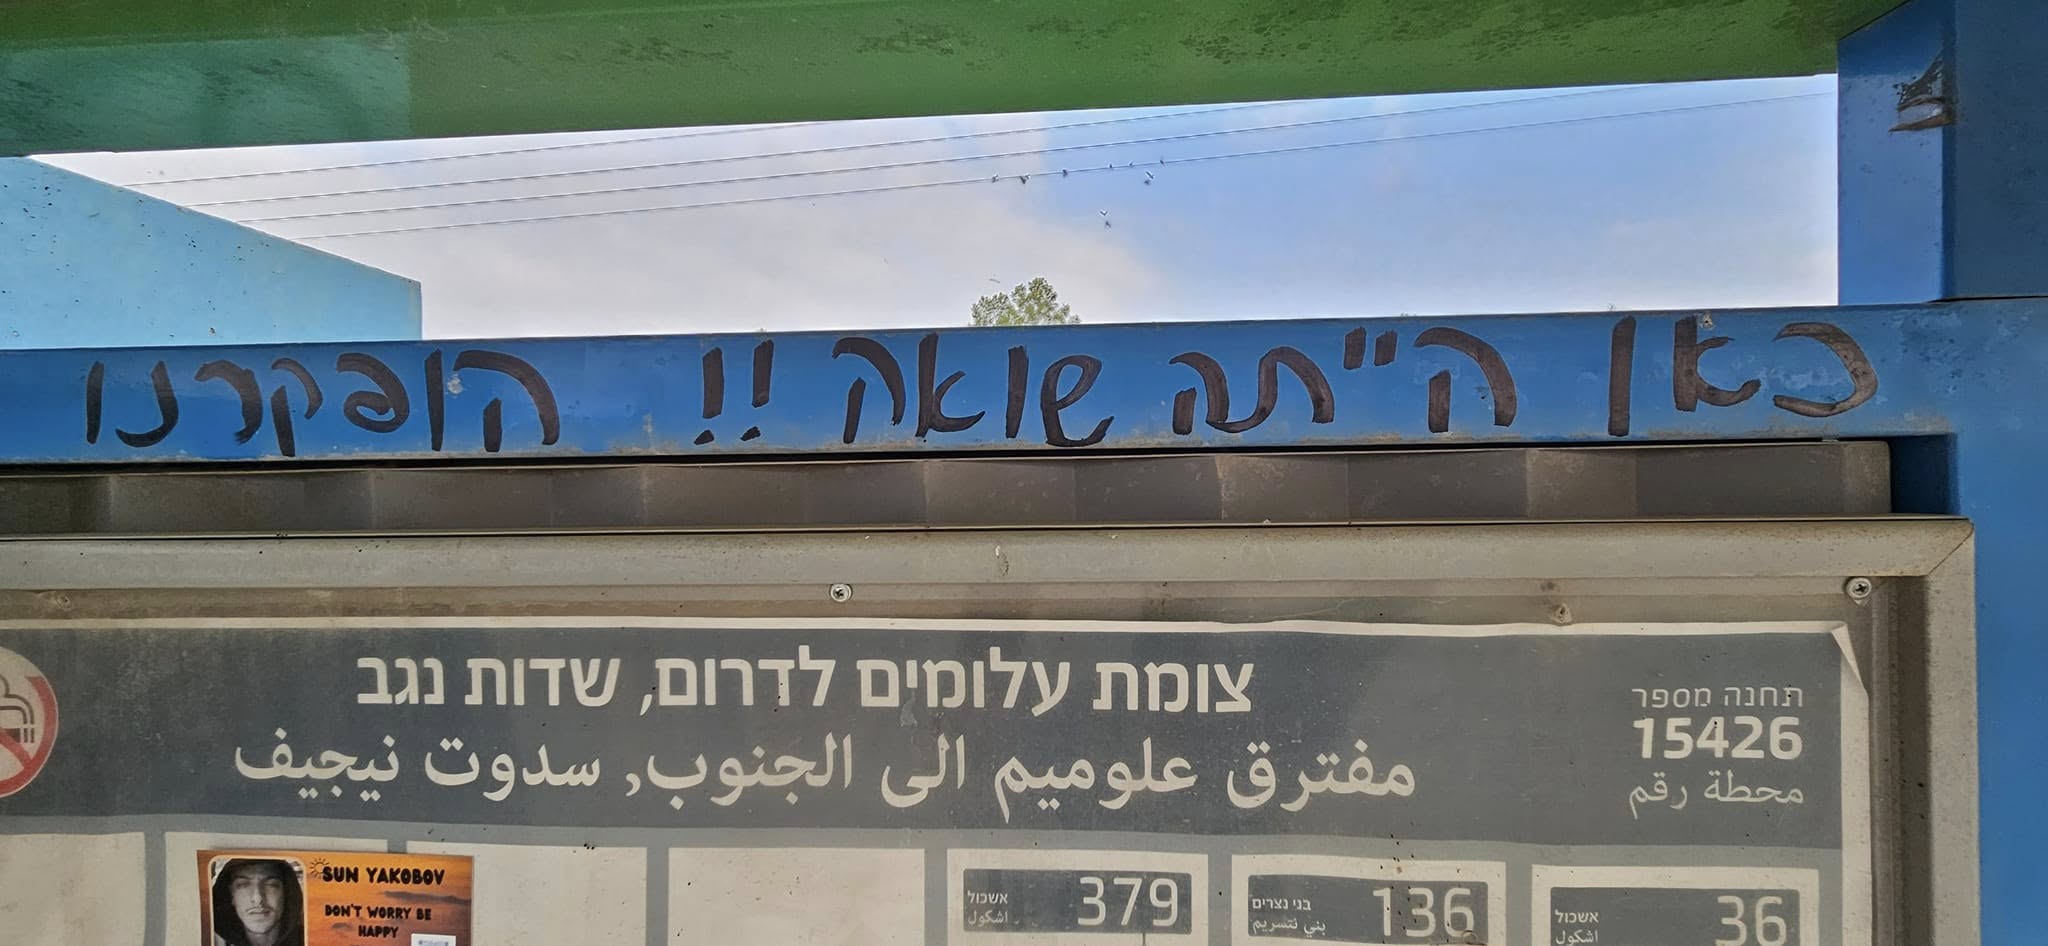 כאן הייתה שואה !! הופקרנו
צומת עלומים לדרום, שדות נגב
مفترق علوميم الى الجنوب, سدوت نيجيف
תחנה מספר
15426
محطة رقم
SUN YAKOBOV
DON'T WORRY BE
HAPPY
379
אשכול
اشكول
136
בני נצרים
بني نتسريم
36
אשכול
اشكول